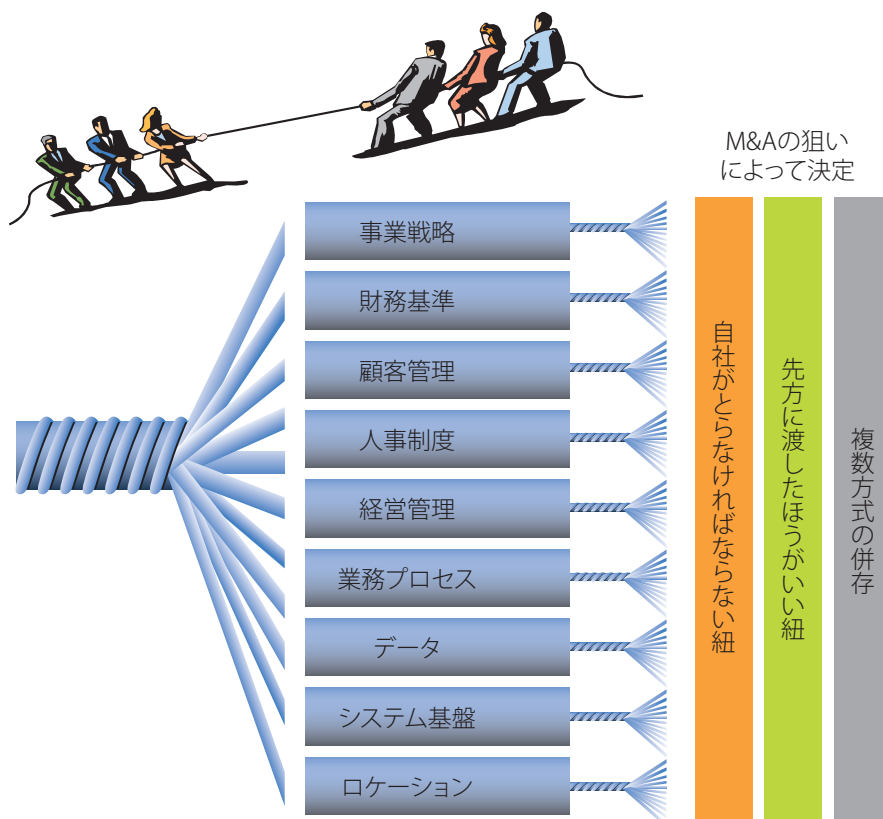 M&Aの狙い
によって決定
事業戦略
財務基準
顧客管理
人事制度
経営管理
業務プロセス
データ
システム基盤
ロケーション
自社がとらなければならない紐
先方に渡したほうがいい紐
複数方式の併存